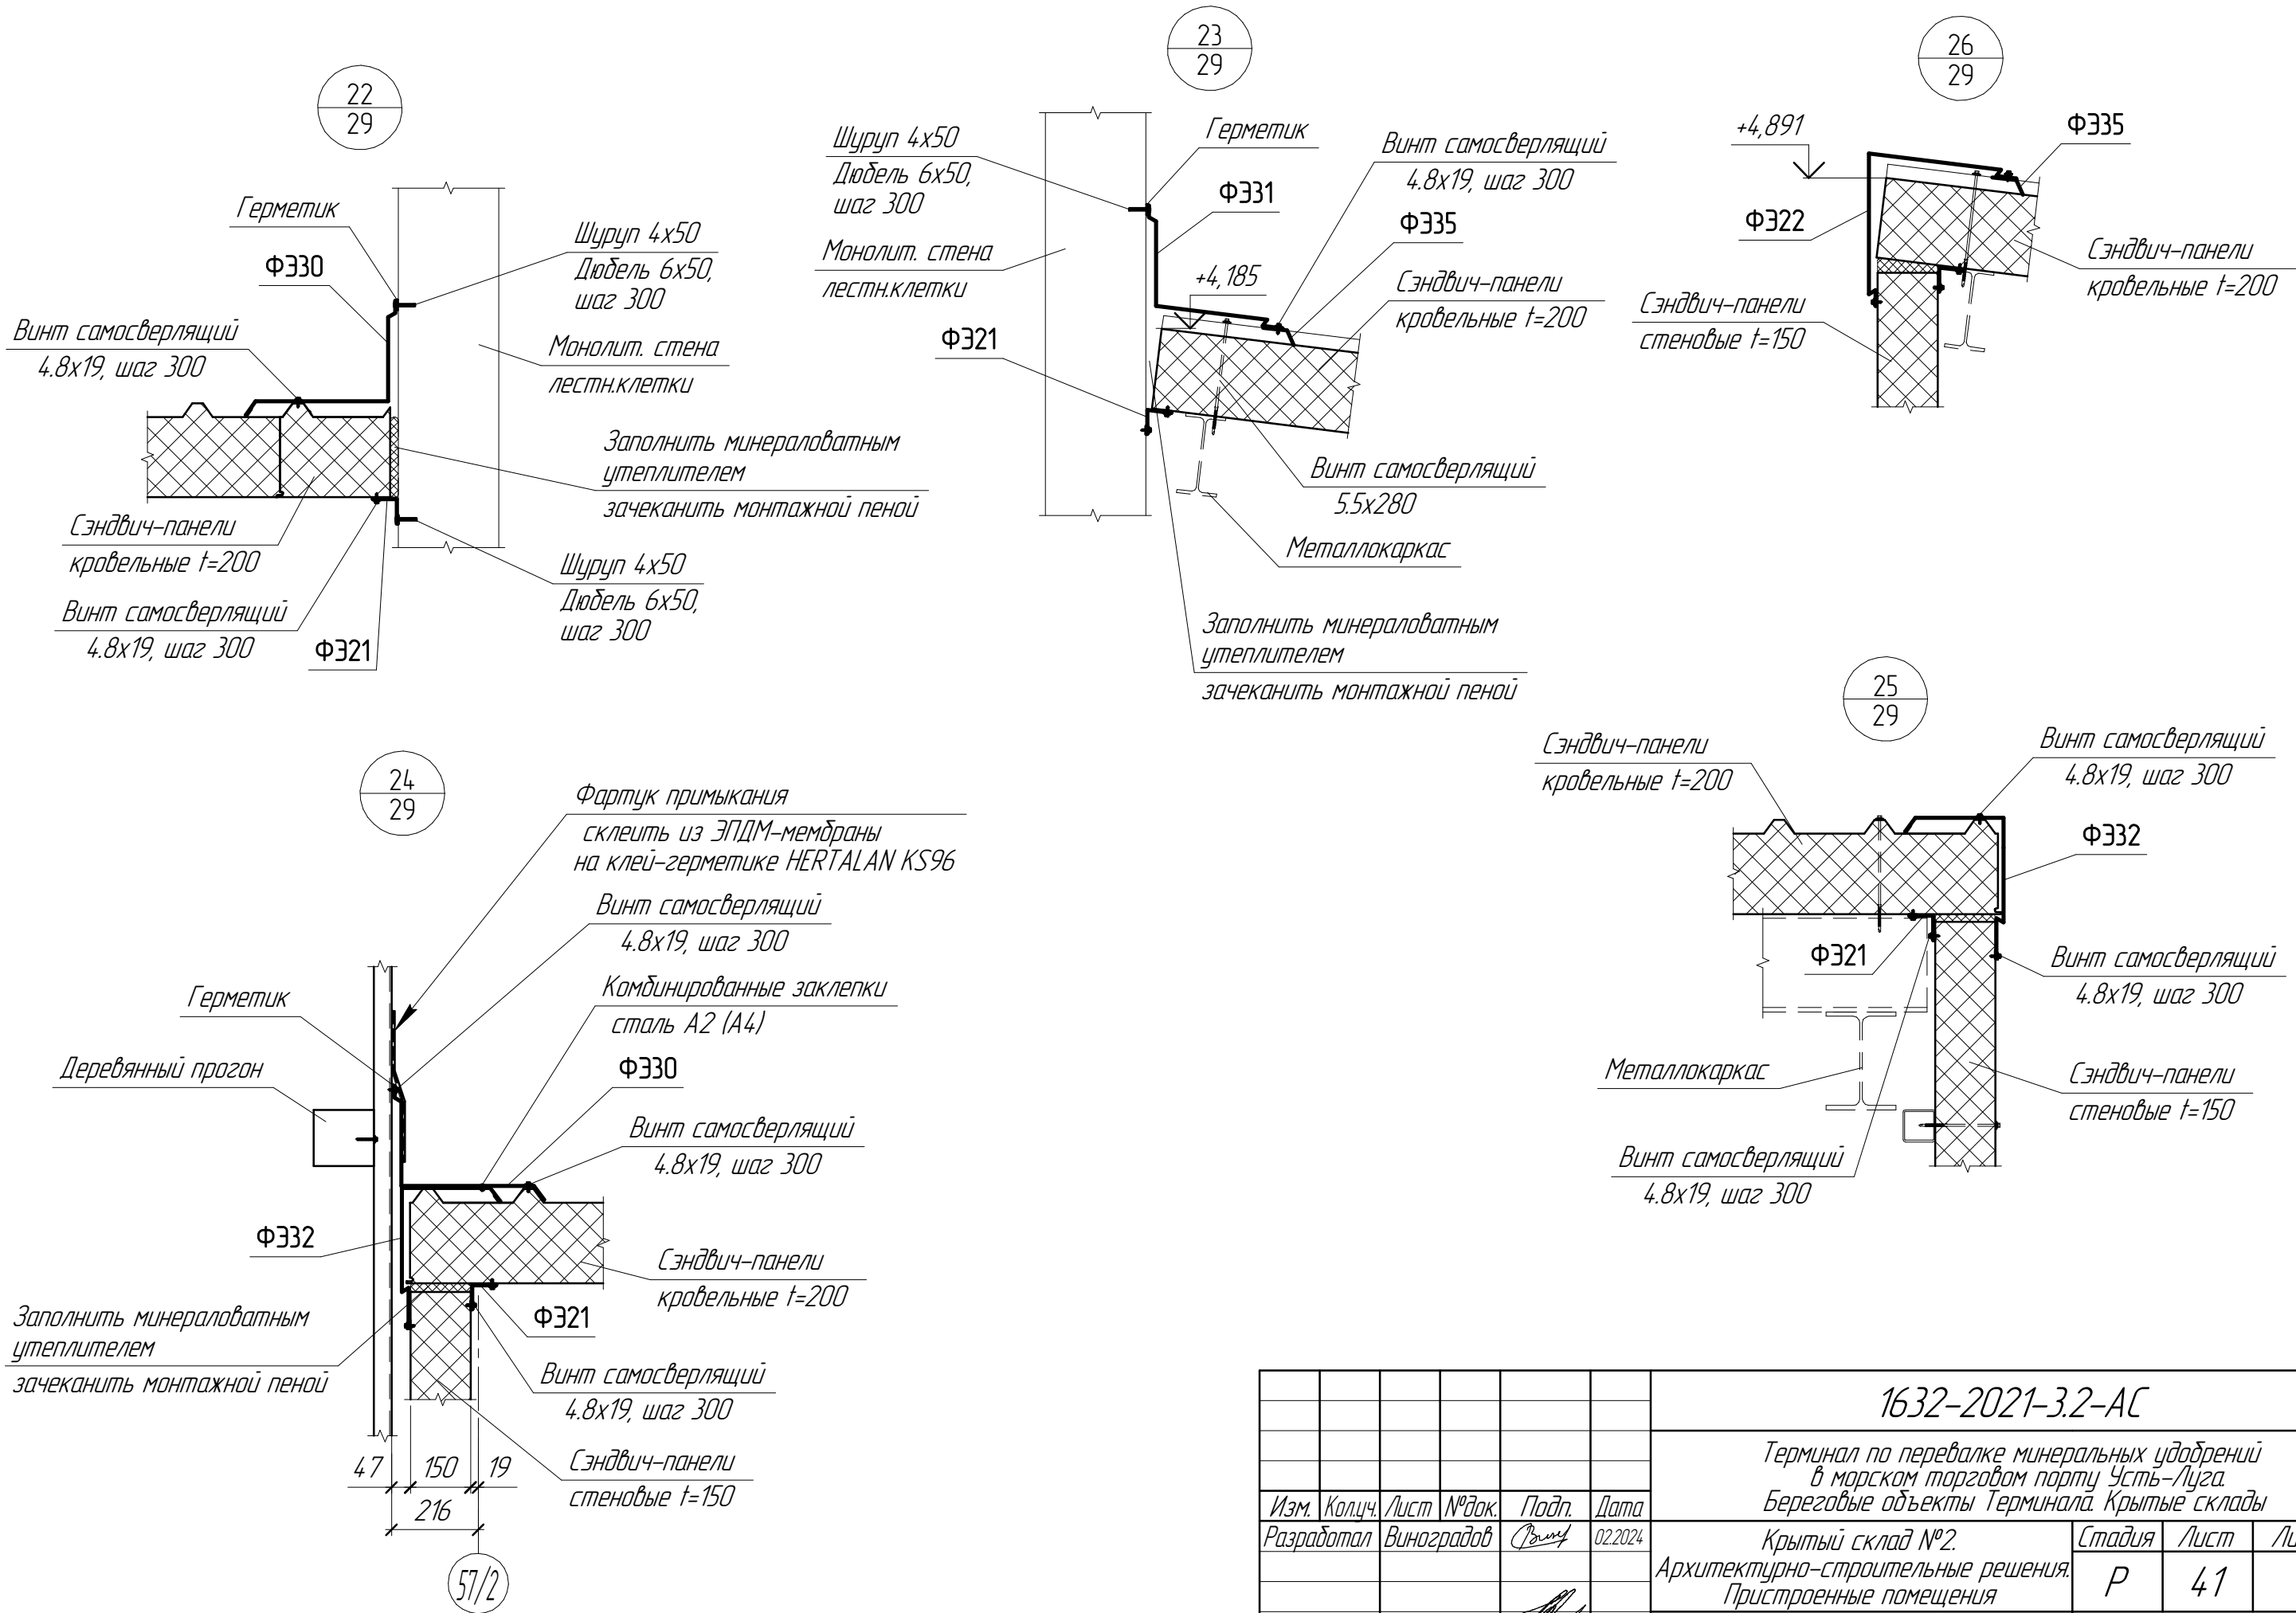 22
29
Герметик
ФЭ30
Винт самосверлящий
4.8х19, шаг 300
Шуруп 4х50
Дюбель 6х50,
шаг 300
Монолит. стена
лестн.клетки
Заполнить минераловатным
утеплителем
зачеканить монтажной пеной
Сэндвич-панели
кровельные t=200
Винт самосверлящий
4.8х19, шаг 300
ФЭ21
Шуруп 4х50
Дюбель 6х50,
шаг 300
23
29
Шуруп 4х50
Дюбель 6х50,
шаг 300
Монолит. стена
лестн.клетки
Герметик
ФЭ31
Винт самосверлящий
4.8х19, шаг 300
ФЭ35
+4,185
Сэндвич-панели
кровельные t=200
ФЭ21
Винт самосверлящий
5.5х280
Металлокаркас
Заполнить минераловатным
утеплителем
зачеканить монтажной пеной
26
29
+4,891
ФЭ35
ФЭ22
Сэндвич-панели
кровельные t=200
Сэндвич-панели
стеновые t=150
24
29
Фартук примыкания
склеить из ЭПДМ-мембраны
на клей-герметике HERTALAN KS96
Винт самосверлящий
4.8х19, шаг 300
Герметик
Комбинированные заклепки
сталь А2 (А4)
Деревянный прогон
ФЭ30
Винт самосверлящий
4.8х19, шаг 300
ФЭ32
Сэндвич-панели
кровельные t=200
Заполнить минераловатным
утеплителем
зачеканить монтажной пеной
ФЭ21
Винт самосверлящий
4.8х19, шаг 300
Сэндвич-панели
стеновые t=150
47 150 19
216
57/2
25
29
Сэндвич-панели
кровельные t=200
Винт самосверлящий
4.8х19, шаг 300
ФЭ32
ФЭ21
Винт самосверлящий
4.8х19, шаг 300
Металлокаркас
Сэндвич-панели
стеновые t=150
Винт самосверлящий
4.8х19, шаг 300
1632-2021-3.2-АС
Терминал по перевалке минеральных удобрений
в морском торговом порту Усть-Луга.
Береговые объекты Терминала. Крытые склады
Изм. Кол.уч. Лист №док. Подп. Дата
Разработал Виноградов 02.2024
Крытый склад №2.
Архитектурно-строительные решения.
Пристроенные помещения
Стадия Лист
Р 41